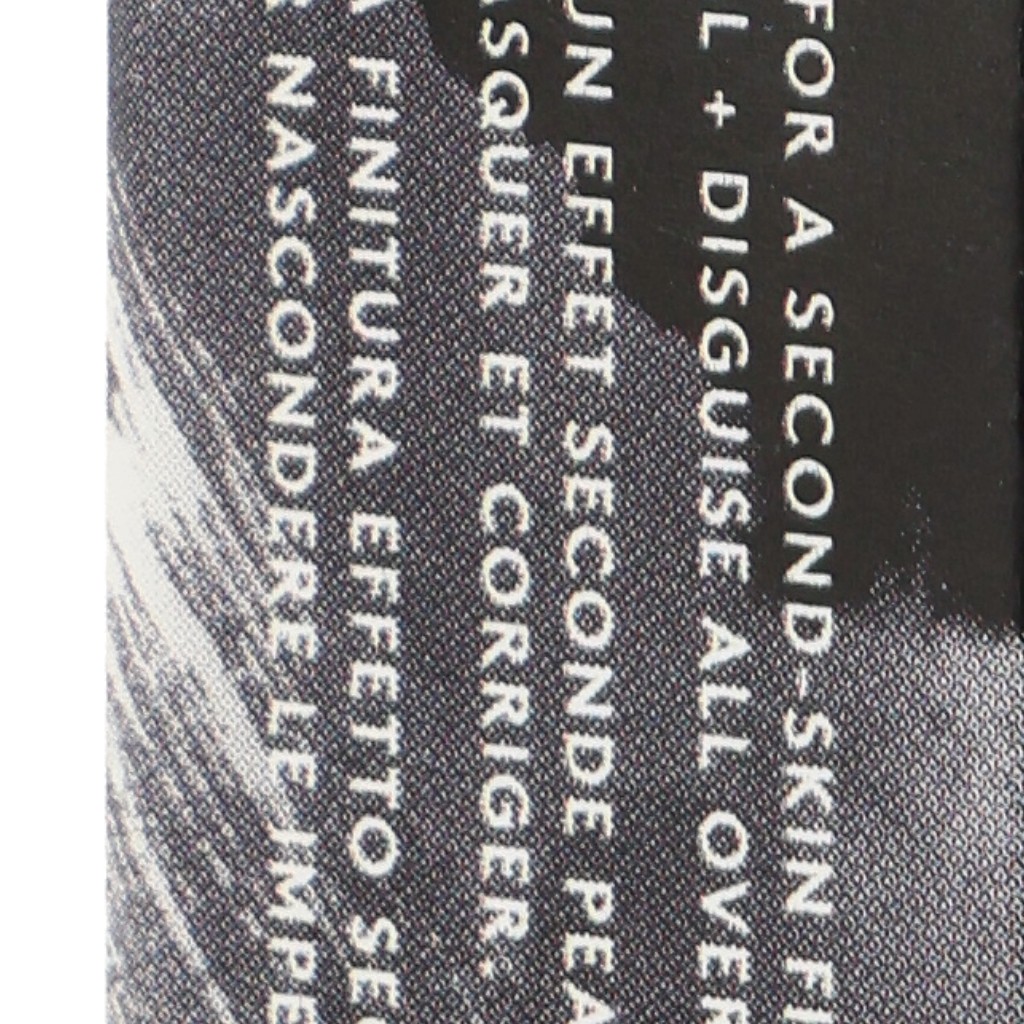 FOR A SECOND-SKIN FI
L + DISGUISE ALL OVER
UN EFFET SECONDE PEA
ASQUER ET CORRIGER.
A FINITURA EFFETTO SEC
R NASCONDERE LE IMPE